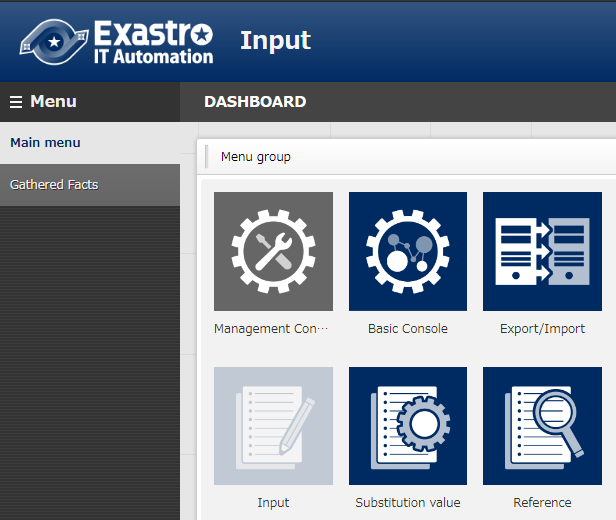 Exastro
IT Automation
Input
Menu
DASHBOARD
Main menu
Gathered Facts
Menu group
Management Con…
Basic Console
Export/Import
Input
Substitution value
Reference